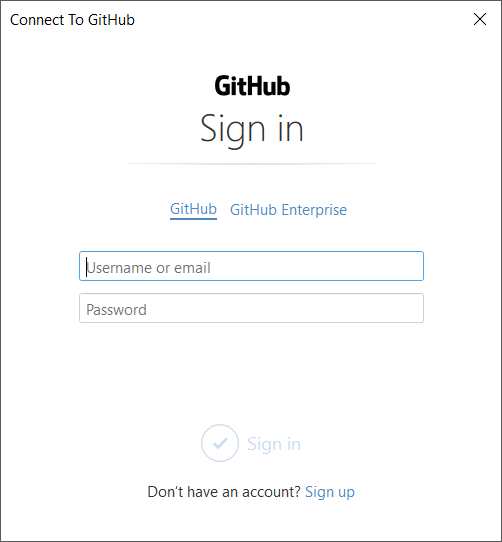 Connect To GitHub
GitHub
Sign in
GitHub GitHub Enterprise
Username or email
Password
Sign in
Don't have an account? Sign up